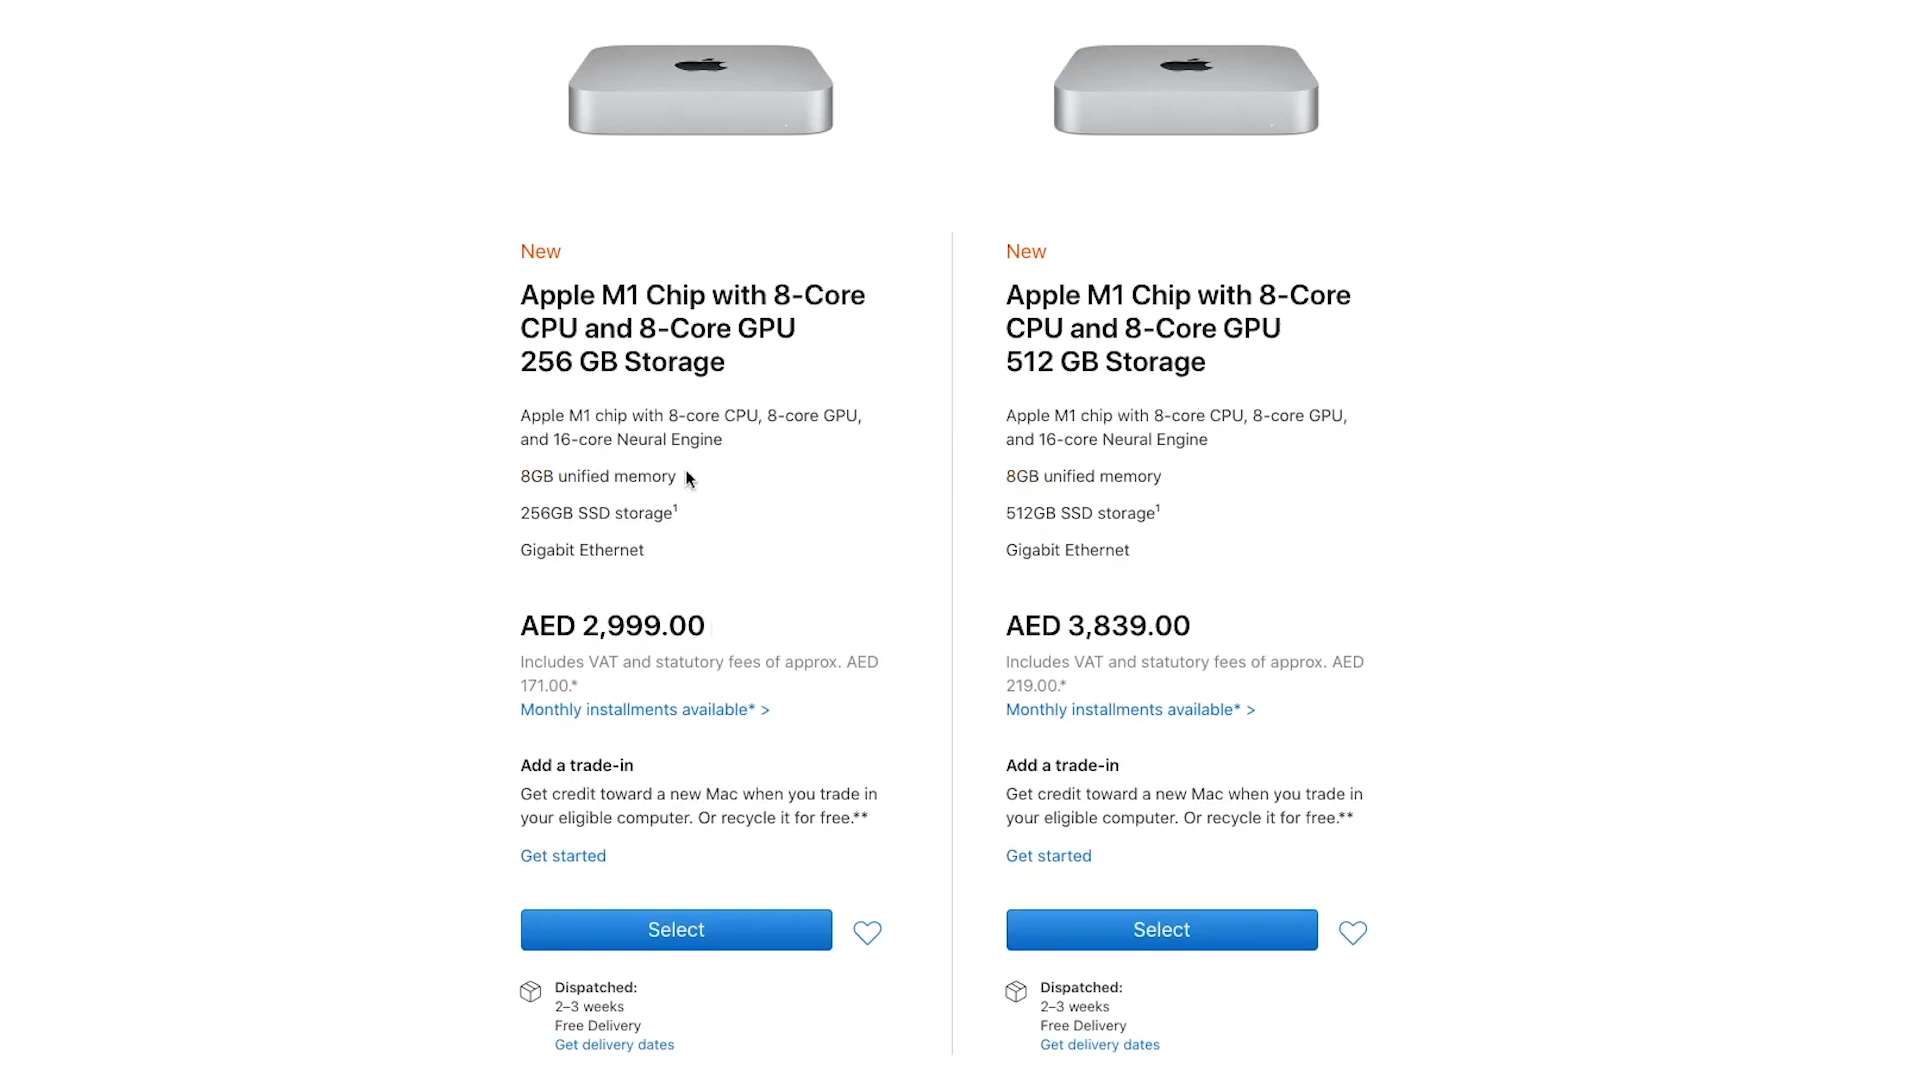 New
Apple M1 Chip with 8-Core
CPU and 8-Core GPU
256 GB Storage
Apple M1 chip with 8-core CPU, 8-core GPU,
and 16-core Neural Engine
8GB unified memory
256GB SSD storage¹
Gigabit Ethernet
AED 2,999.00
Includes VAT and statutory fees of approx. AED
171.00.*
Monthly installments available* >
Add a trade-in
Get credit toward a new Mac when you trade in
your eligible computer. Or recycle it for free.**
Get started
Select
Dispatched:
2–3 weeks
Free Delivery
Get delivery dates
New
Apple M1 Chip with 8-Core
CPU and 8-Core GPU
512 GB Storage
Apple M1 chip with 8-core CPU, 8-core GPU,
and 16-core Neural Engine
8GB unified memory
512GB SSD storage¹
Gigabit Ethernet
AED 3,839.00
Includes VAT and statutory fees of approx. AED
219.00.*
Monthly installments available* >
Add a trade-in
Get credit toward a new Mac when you trade in
your eligible computer. Or recycle it for free.**
Get started
Select
Dispatched:
2–3 weeks
Free Delivery
Get delivery dates